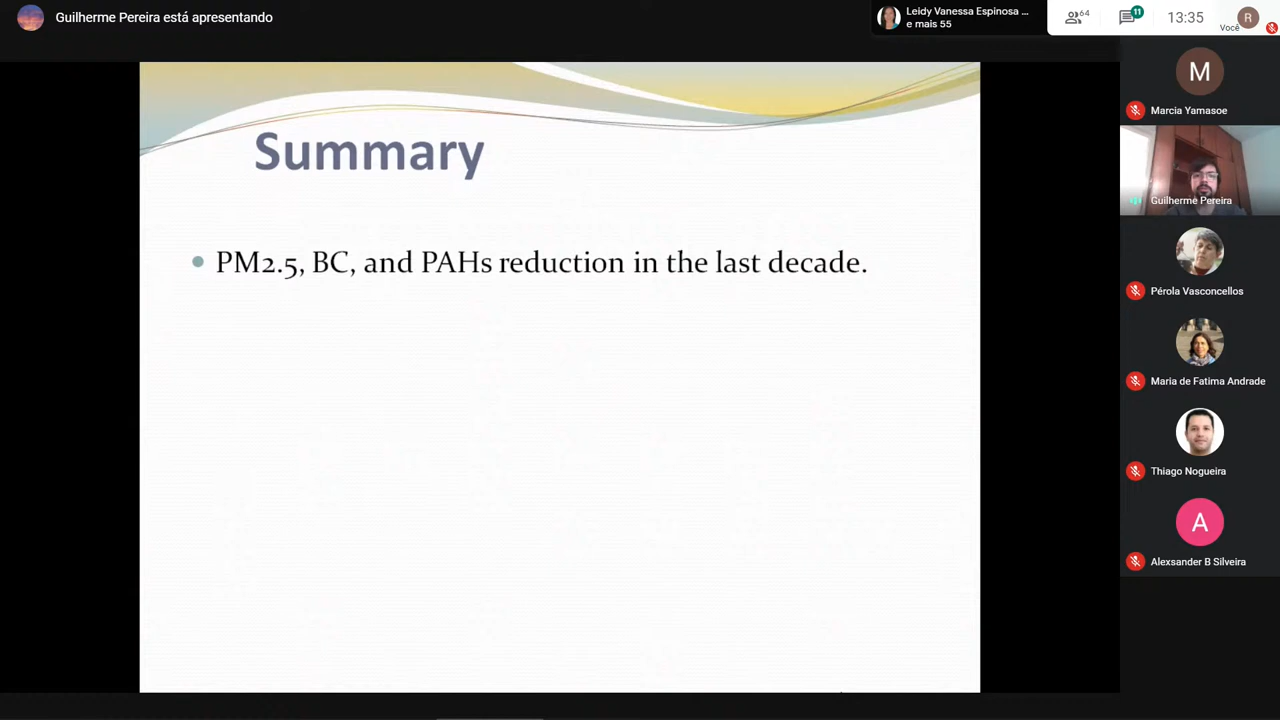 Guilherme Pereira está apresentando
Leidy Vanessa Espinosa ...
e mais 55
64
11
13:35
Você
R
Summary
PM2.5, BC, and PAHs reduction in the last decade.
M
Marcia Yamasoe
Guilherme Pereira
Pérola Vasconcellos
Maria de Fatima Andrade
Thiago Nogueira
A
Alexsander B Silveira